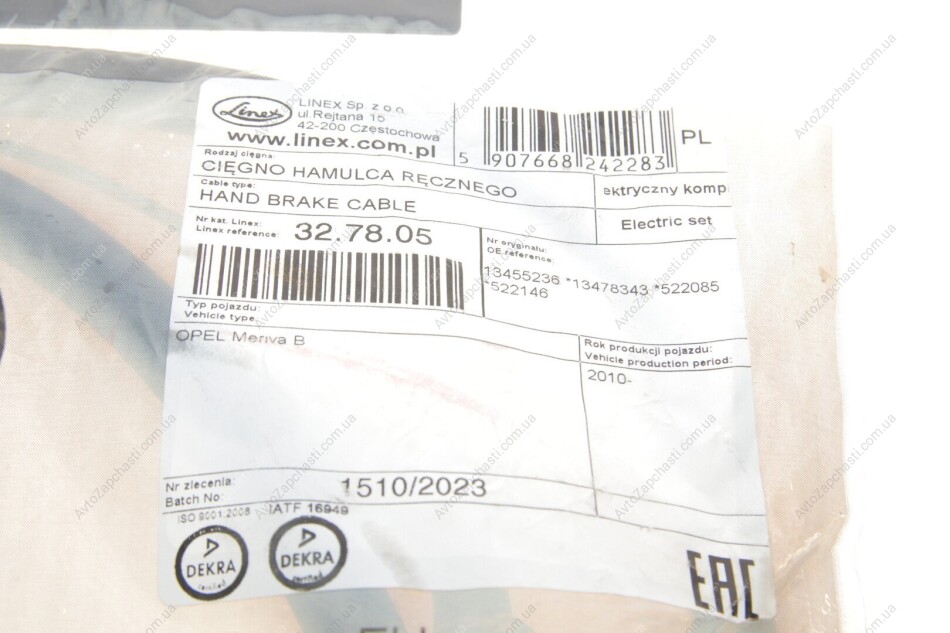 Linex
LINEX Sp. z o.o.
ul.Rejtana 15
42-200 Częstochowa
www.linex.com.pl
5 907668 242283
PL
Rodzaj cięgna:
CIĘGNO HAMULCA RĘCZNEGO
ektryczny komp
Cable type:
HAND BRAKE CABLE
Electric set
Nr kat. Linex:
Linex reference:
32.78.05
Nr oryginału:
OE reference:
13455236 *13478343 *522085
*522146
Typ pojazdu:
Vehicle type:
OPEL Meriva B
Rok produkcji pojazdu:
Vehicle production period:
2010-
Nr zlecenia:
Batch No:
1510/2023
ISO 9001:2008
IATF 16949
DEKRA
certified
DEKRA
certified
EAC
AvtoZapchasti.com.ua